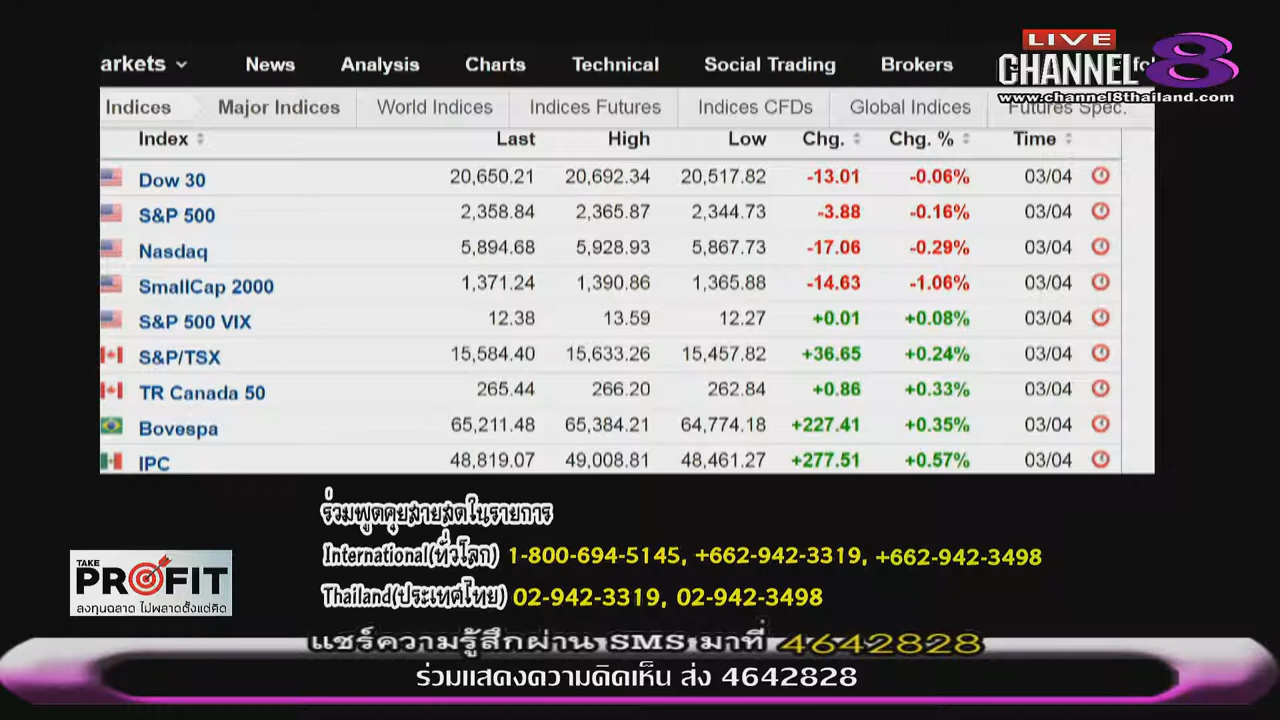 LIVE
CHANNEL 8
www.channel8thailand.com
arkets News Analysis Charts Technical Social Trading Brokers
Indices Major Indices World Indices Indices Futures Indices CFDs Global Indices Futures Spec.
Index Last High Low Chg. Chg. % Time
Dow 30 20,650.21 20,692.34 20,517.82 -13.01 -0.06% 03/04
S&P 500 2,358.84 2,365.87 2,344.73 -3.88 -0.16% 03/04
Nasdaq 5,894.68 5,928.93 5,867.73 -17.06 -0.29% 03/04
SmallCap 2000 1,371.24 1,390.86 1,365.88 -14.63 -1.06% 03/04
S&P 500 VIX 12.38 13.59 12.27 +0.01 +0.08% 03/04
S&P/TSX 15,584.40 15,633.26 15,457.82 +36.65 +0.24% 03/04
TR Canada 50 265.44 266.20 262.84 +0.86 +0.33% 03/04
Bovespa 65,211.48 65,384.21 64,774.18 +227.41 +0.35% 03/04
IPC 48,819.07 49,008.81 48,461.27 +277.51 +0.57% 03/04
ร่วมพูดคุยสายสดในรายการ
International(ทั่วโลก) 1-800-694-5145, +662-942-3319, +662-942-3498
Thailand(ประเทศไทย) 02-942-3319, 02-942-3498
TAKE
PROFIT
ลงทุนฉลาด ไม่พลาดตั้งแต่คิด
แชร์ความรู้สึกผ่าน SMS มาที่ 4642828
ร่วมแสดงความคิดเห็น ส่ง 4642828